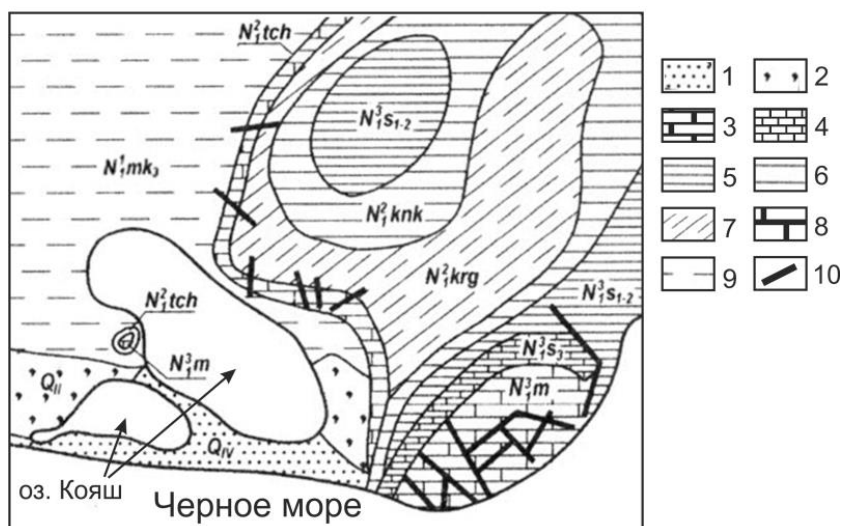 N₁²tch
N₁³s₁₋₂
N₁¹mk₃
N₁²knk
N₁²krg
N₁³s₁₋₂
N₁²tch
N₁³s₃
N₁³m
N₁³m
Q_II
Q_IV
оз. Кояш
Черное море
1 2
3 4
5 6
7 8
9 10